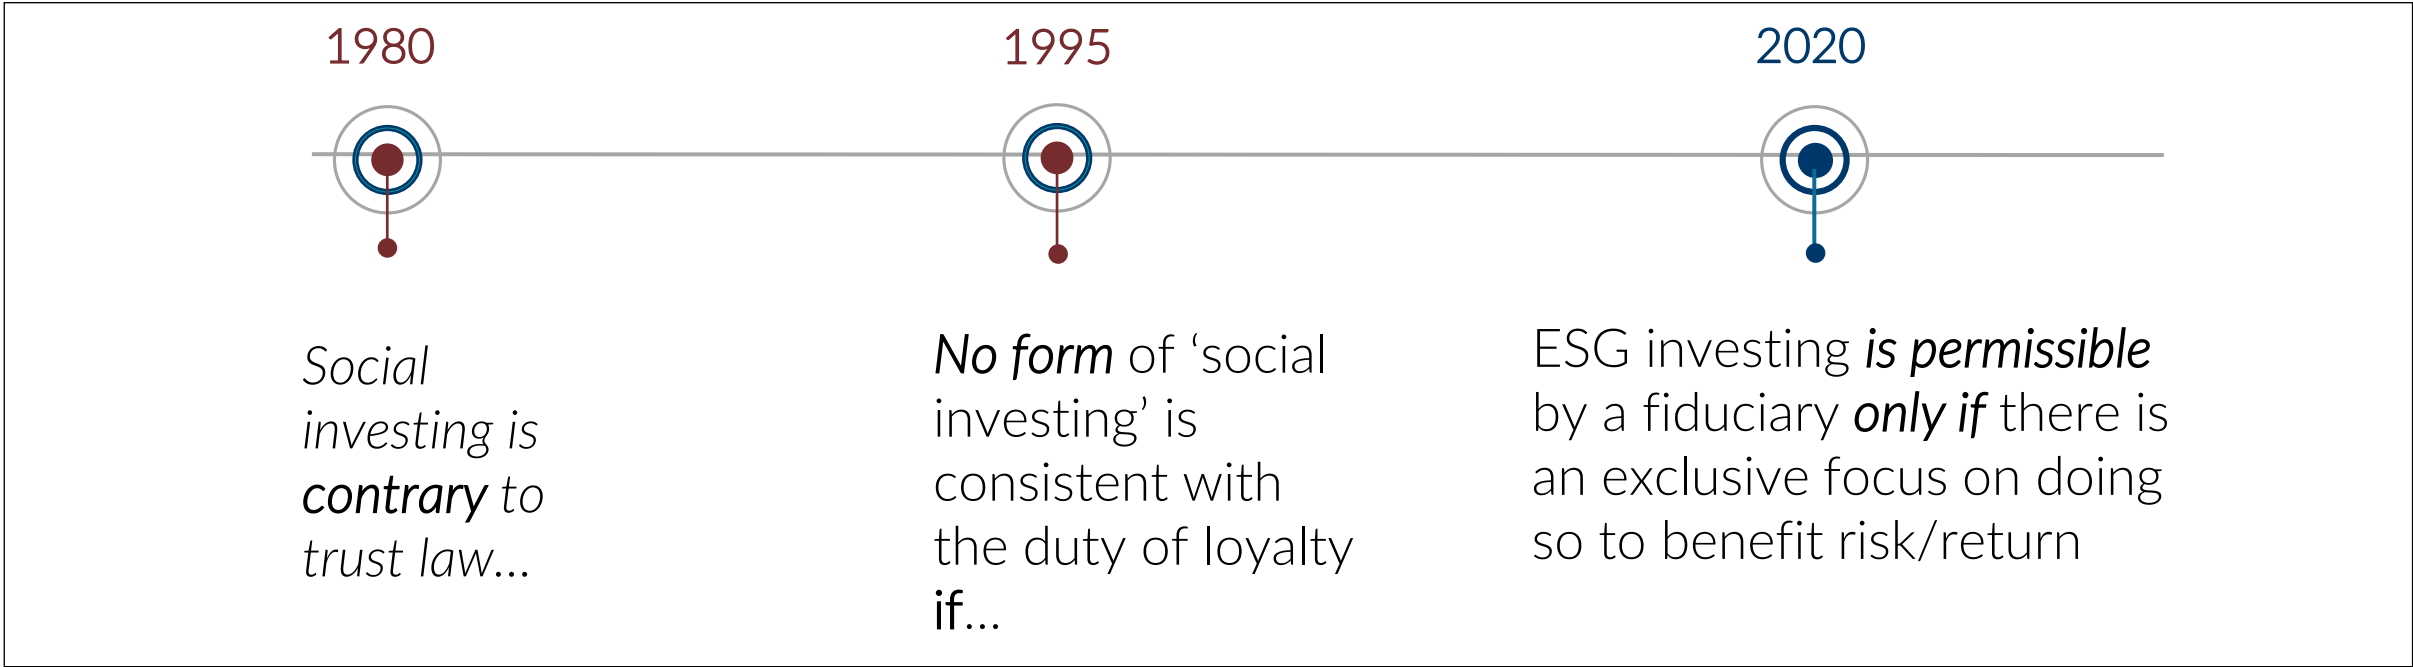 1980
Social
investing is
contrary to
trust law...
1995
No form of ‘social
investing’ is
consistent with
the duty of loyalty
if...
2020
ESG investing is permissible
by a fiduciary only if there is
an exclusive focus on doing
so to benefit risk/return